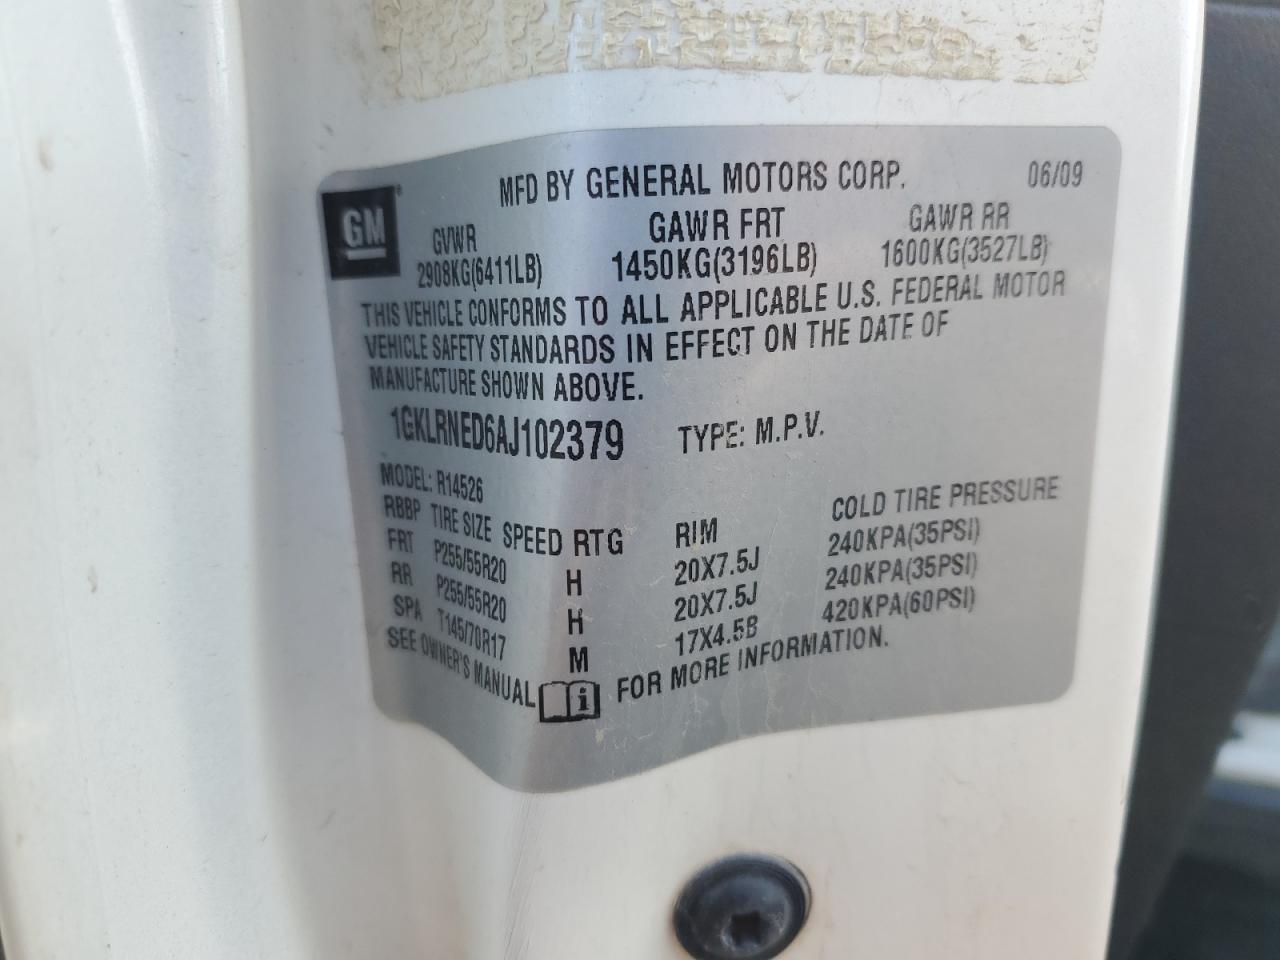 MFD BY GENERAL MOTORS CORP. 06/09
GM
GVWR GAWR FRT GAWR RR
2908KG(6411LB) 1450KG(3196LB) 1600KG(3527LB)
THIS VEHICLE CONFORMS TO ALL APPLICABLE U.S. FEDERAL MOTOR
VEHICLE SAFETY STANDARDS IN EFFECT ON THE DATE OF
MANUFACTURE SHOWN ABOVE.
1GKLRNED6AJ102379 TYPE: M.P.V.
MODEL: R14526
RBBP TIRE SIZE SPEED RTG RIM COLD TIRE PRESSURE
FRT P255/55R20 H 20X7.5J 240KPA(35PSI)
RR P255/55R20 H 20X7.5J 240KPA(35PSI)
SPA T145/70R17 M 17X4.5B 420KPA(60PSI)
SEE OWNER'S MANUAL i FOR MORE INFORMATION.